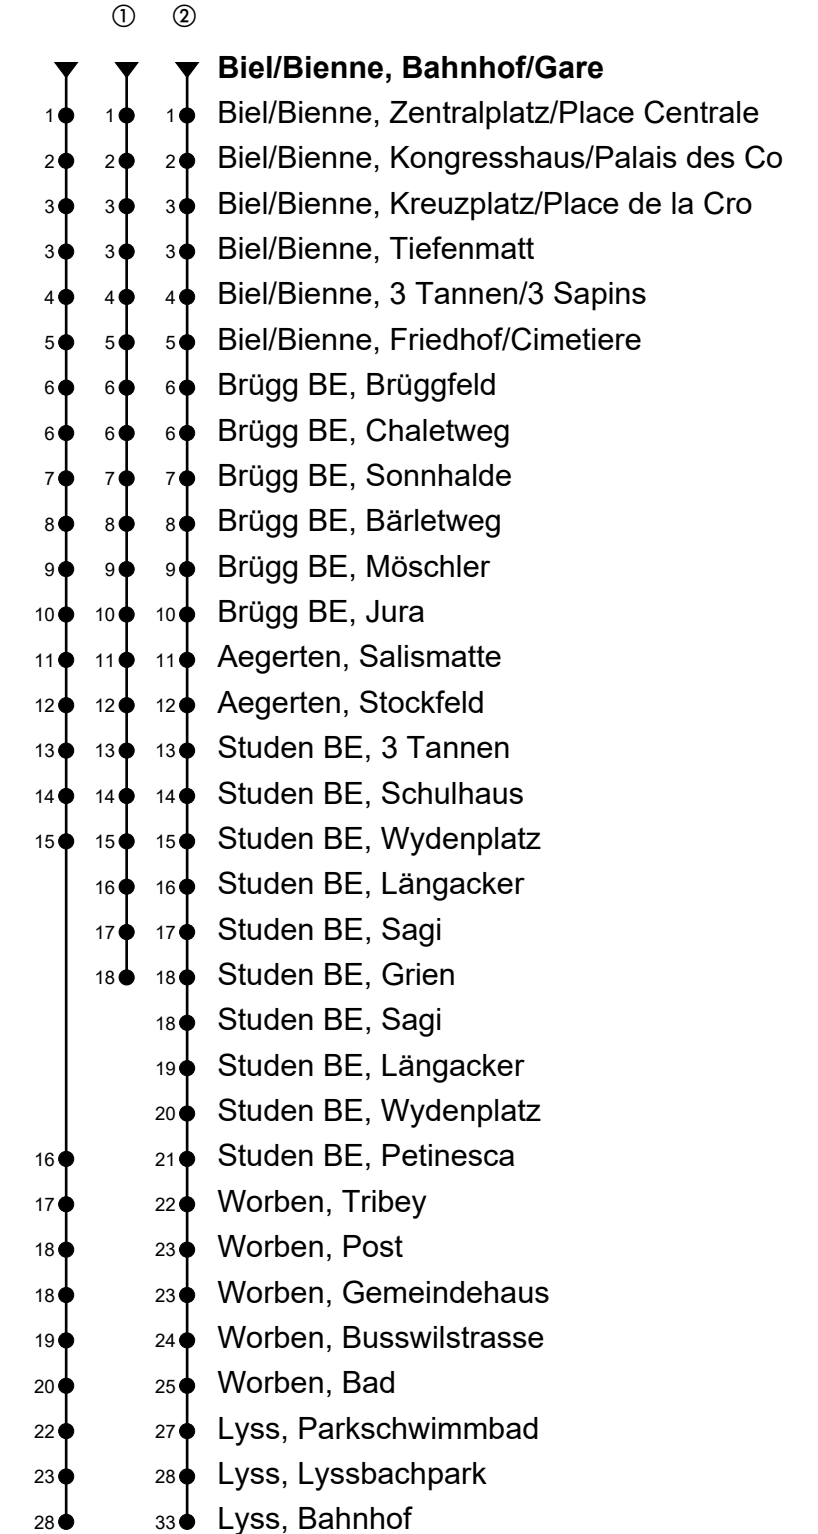 ① ②
Biel/Bienne, Bahnhof/Gare
1 1 1 Biel/Bienne, Zentralplatz/Place Centrale
2 2 2 Biel/Bienne, Kongresshaus/Palais des Co
3 3 3 Biel/Bienne, Kreuzplatz/Place de la Cro
3 3 3 Biel/Bienne, Tiefenmatt
4 4 4 Biel/Bienne, 3 Tannen/3 Sapins
5 5 5 Biel/Bienne, Friedhof/Cimetiere
6 6 6 Brügg BE, Brüggfeld
6 6 6 Brügg BE, Chaletweg
7 7 7 Brügg BE, Sonnhalde
8 8 8 Brügg BE, Bärletweg
9 9 9 Brügg BE, Möschler
10 10 10 Brügg BE, Jura
11 11 11 Aegerten, Salismatte
12 12 12 Aegerten, Stockfeld
13 13 13 Studen BE, 3 Tannen
14 14 14 Studen BE, Schulhaus
15 15 15 Studen BE, Wydenplatz
16 16 Studen BE, Längacker
17 17 Studen BE, Sagi
18 18 Studen BE, Grien
18 Studen BE, Sagi
19 Studen BE, Längacker
20 Studen BE, Wydenplatz
16 21 Studen BE, Petinesca
17 22 Worben, Tribey
18 23 Worben, Post
18 23 Worben, Gemeindehaus
19 24 Worben, Busswilstrasse
20 25 Worben, Bad
22 27 Lyss, Parkschwimmbad
23 28 Lyss, Lyssbachpark
28 33 Lyss, Bahnhof